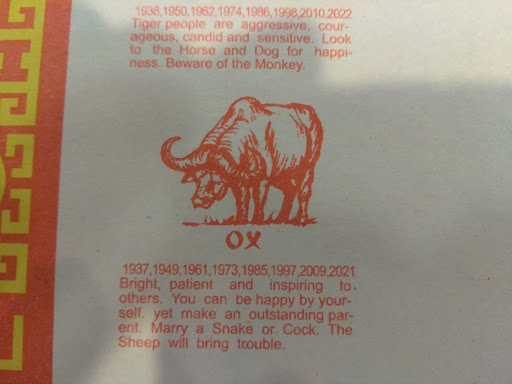 1938,1950,1962,1974,1986,1998,2010,2022
Tiger people are aggressive, cour-
ageous, candid and sensitive. Look
to the Horse and Dog for happi-
ness. Beware of the Monkey.
OX
1937,1949,1961,1973,1985,1997,2009,2021
Bright, patient and inspiring to
others. You can be happy by your-
self. yet make an outstanding par-
ent. Marry a Snake or Cock. The
Sheep will bring trouble.